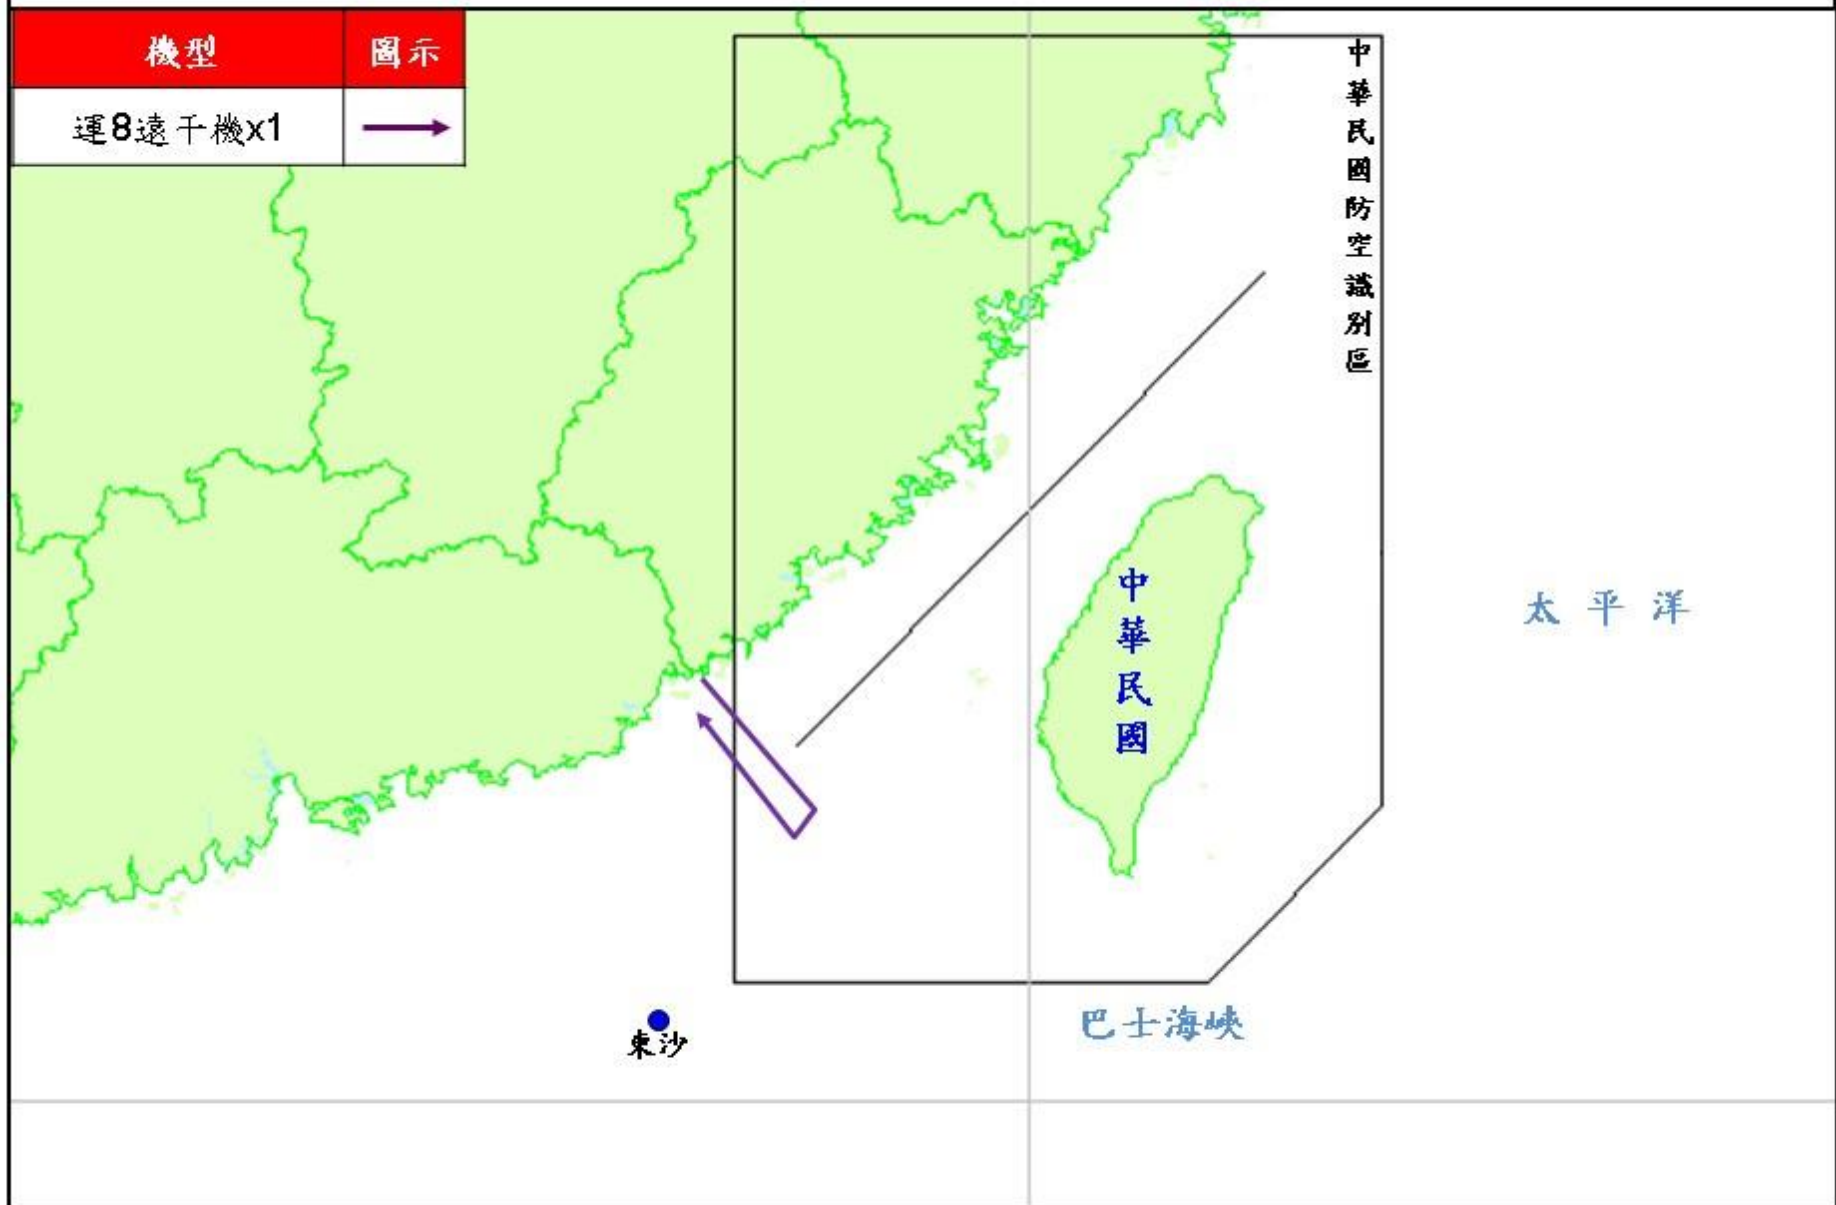 機型 圖示
運8遠干機x1
中華民國防空識別區
中華民國
太平洋
巴士海峽
東沙